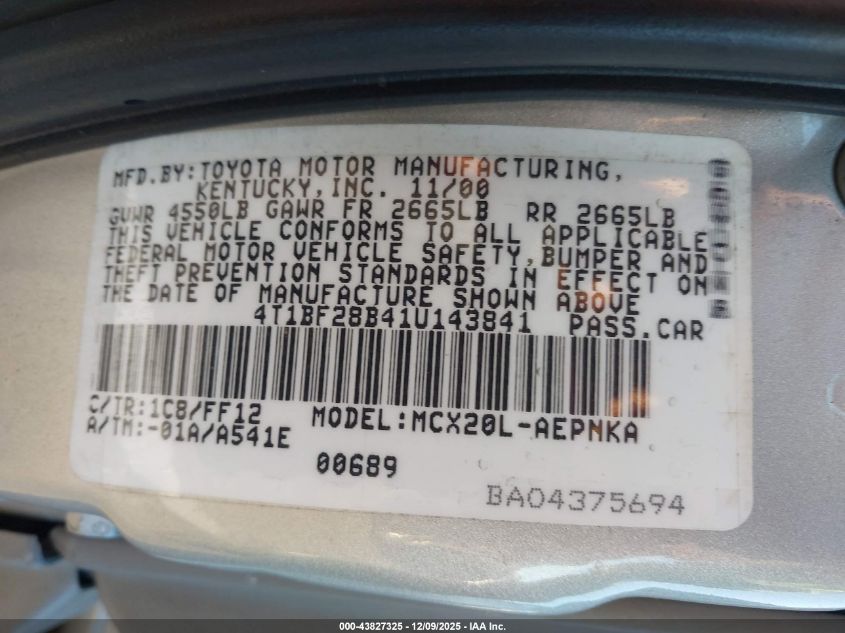 MFD.BY:TOYOTA MOTOR MANUFACTURING,
KENTUCKY,INC. 11/00
GVWR 4550LB GAWR FR 2665LB RR 2665LB
THIS VEHICLE CONFORMS TO ALL APPLICABLE
FEDERAL MOTOR VEHICLE SAFETY,BUMPER AND
THEFT PREVENTION STANDARDS IN EFFECT ON
THE DATE OF MANUFACTURE SHOWN ABOVE
4T1BF28B41U143841 PASS.CAR
C/TR:1C8/FF12 MODEL:MCX20L-AEPNKA
A/TM:-01A/A541E
00689
BA04375694
000-43827325 - 12/09/2025 - IAA Inc.